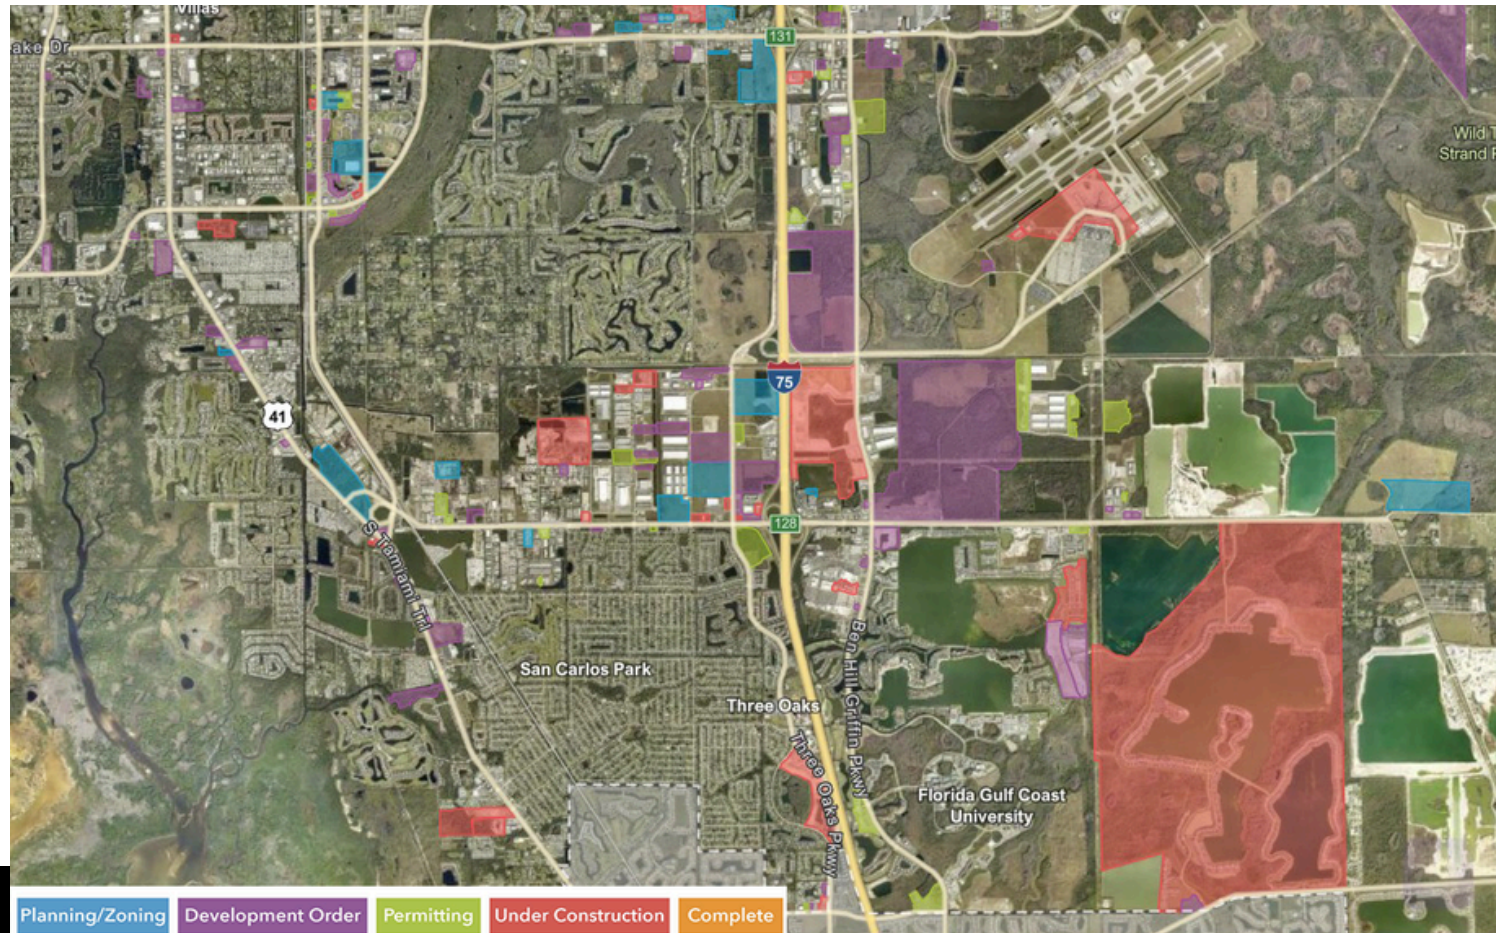 Villas
ake Dr
131
Wild T
Strand P
75
41
128
S Tamiami Trl
San Carlos Park
Three Oaks
Ben Hill Griffin Pkwy
Three Oaks Pkwy
Florida Gulf Coast
University
Planning/Zoning
Development Order
Permitting
Under Construction
Complete